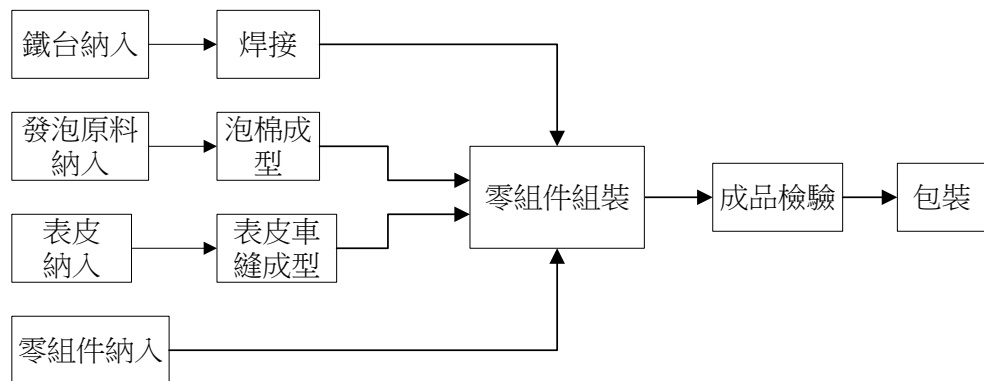 鐵台納入
焊接
發泡原料
納入
泡棉成
型
表皮
納入
表皮車
縫成型
零組件納入
零組件組裝
成品檢驗
包裝